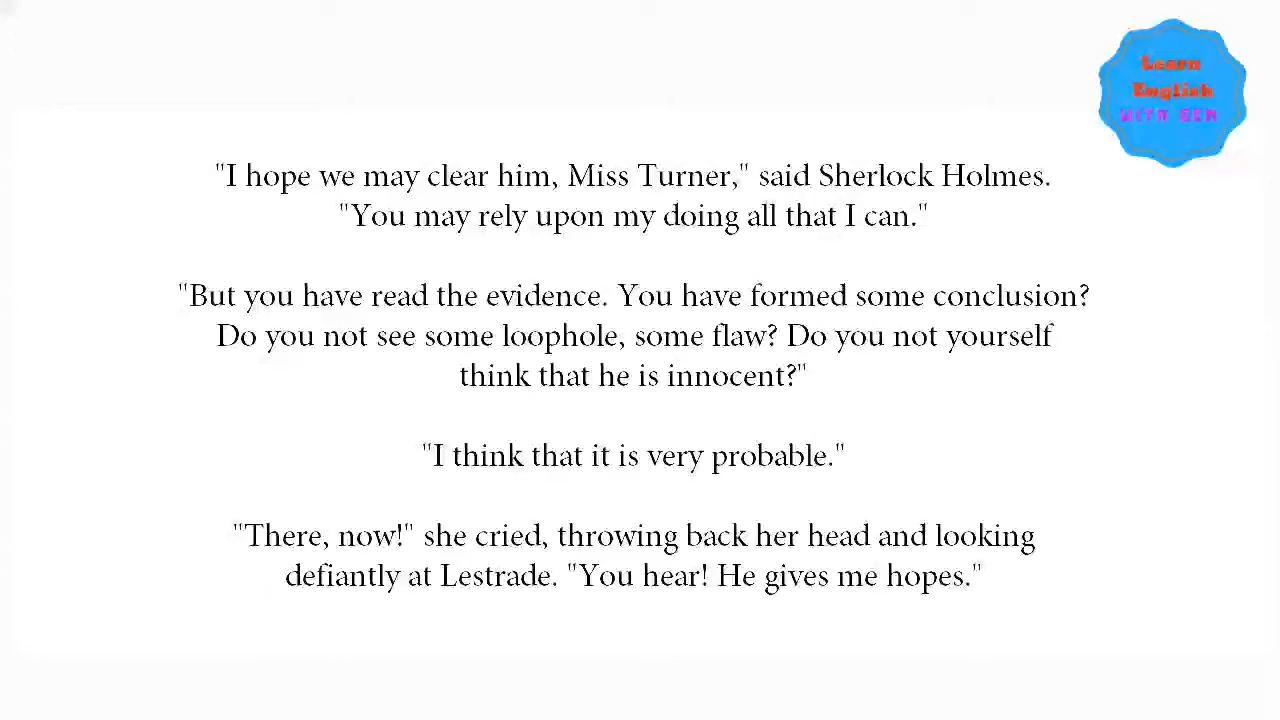 Learn
English
WITH GEM
"I hope we may clear him, Miss Turner," said Sherlock Holmes.
"You may rely upon my doing all that I can."
"But you have read the evidence. You have formed some conclusion?
Do you not see some loophole, some flaw? Do you not yourself
think that he is innocent?"
"I think that it is very probable."
"There, now!" she cried, throwing back her head and looking
defiantly at Lestrade. "You hear! He gives me hopes."